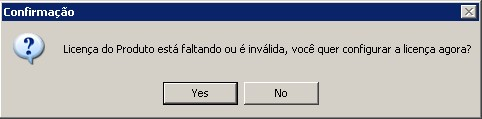 Confirmação
Licença do Produto está faltando ou é inválida, você quer configurar a licença agora?
Yes
No